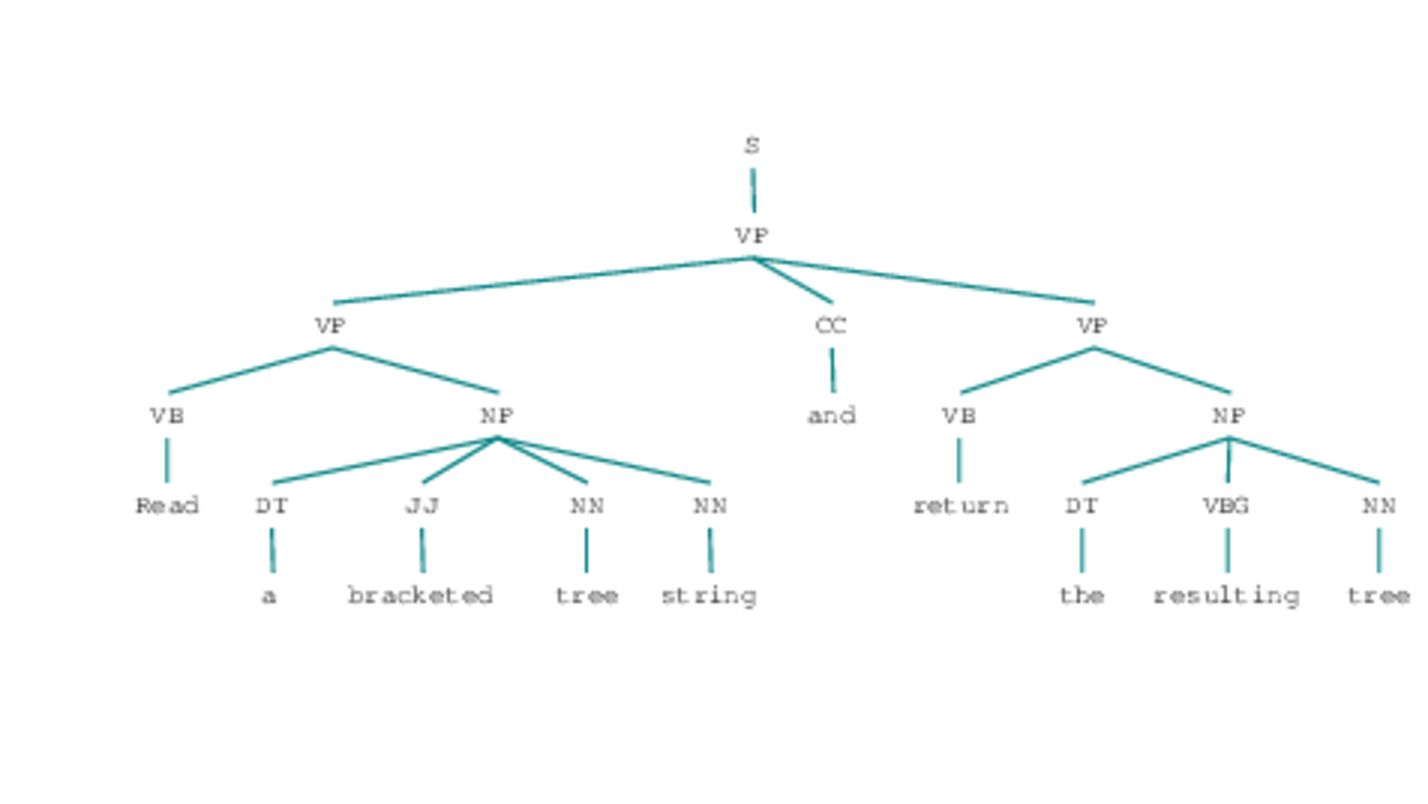 S
VP
VP CC VP
VB NP and VB NP
Read DT JJ NN NN return DT VBG NN
a bracketed tree string the resulting tree